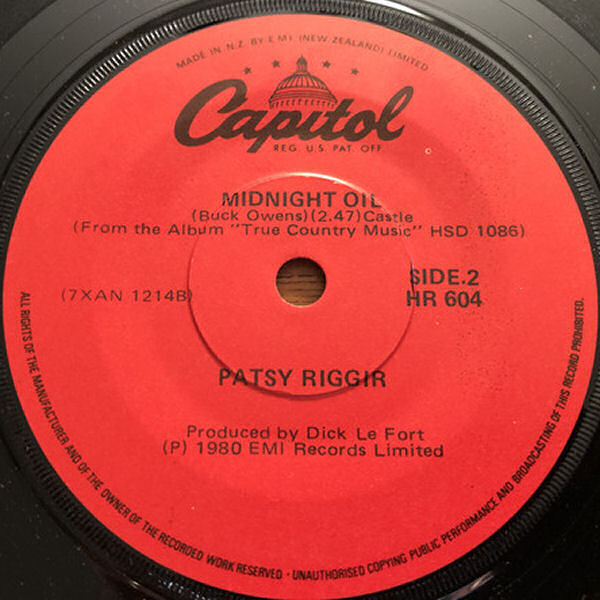 MADE IN N.Z. BY E.M.I. (NEW ZEALAND) LIMITED
Capitol
REG. U.S. PAT. OFF.
MIDNIGHT OIL
(Buck Owens)(2.47)Castle
(From the Album "True Country Music" HSD 1086)
(7XAN 1214B)
SIDE.2
HR 604
PATSY RIGGIR
Produced by Dick Le Fort
(P) 1980 EMI Records Limited
ALL RIGHTS OF THE MANUFACTURER AND OF THE OWNER OF THE RECORDED WORK RESERVED · UNAUTHORISED COPYING PUBLIC PERFORMANCE AND BROADCASTING OF THIS RECORD PROHIBITED.